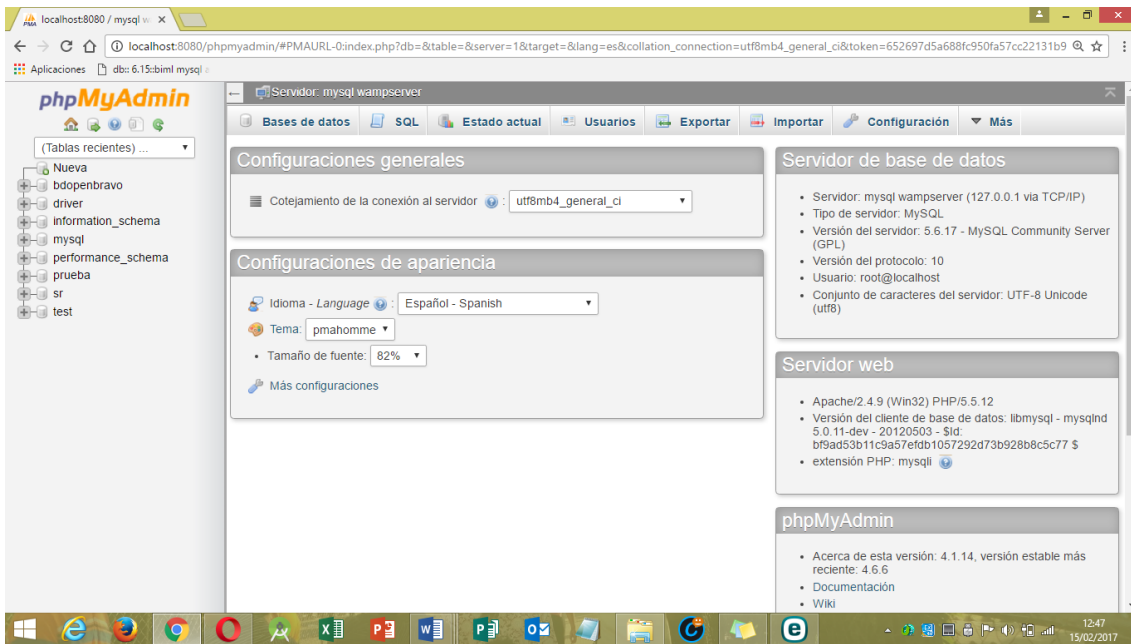 localhost:8080 / mysql w
localhost:8080/phpmyadmin/#PMAURL-0:index.php?db=&table=&server=1&target=&lang=es&collation_connection=utf8mb4_general_ci&token=652697d5a688fc950fa57cc22131b9
Aplicaciones db:: 6.15::biml mysql
phpMyAdmin
(Tablas recientes) ...
Nueva
bdopenbravo
driver
information_schema
mysql
performance_schema
prueba
sr
test
Servidor: mysql wampserver
Bases de datos SQL Estado actual Usuarios Exportar Importar Configuración Más
Configuraciones generales
Cotejamiento de la conexión al servidor : utf8mb4_general_ci
Configuraciones de apariencia
Idioma - Language : Español - Spanish
Tema: pmahomme
Tamaño de fuente: 82%
Más configuraciones
Servidor de base de datos
Servidor: mysql wampserver (127.0.0.1 via TCP/IP)
Tipo de servidor: MySQL
Versión del servidor: 5.6.17 - MySQL Community Server
(GPL)
Versión del protocolo: 10
Usuario: root@localhost
Conjunto de caracteres del servidor: UTF-8 Unicode
(utf8)
Servidor web
Apache/2.4.9 (Win32) PHP/5.5.12
Versión del cliente de base de datos: libmysql - mysqlnd
5.0.11-dev - 20120503 - $Id:
bf9ad53b11c9a57efdb1057292d73b928b8c5c77 $
extensión PHP: mysqli
phpMyAdmin
Acerca de esta versión: 4.1.14, versión estable más
reciente: 4.6.6
Documentación
Wiki
12:47
15/02/2017